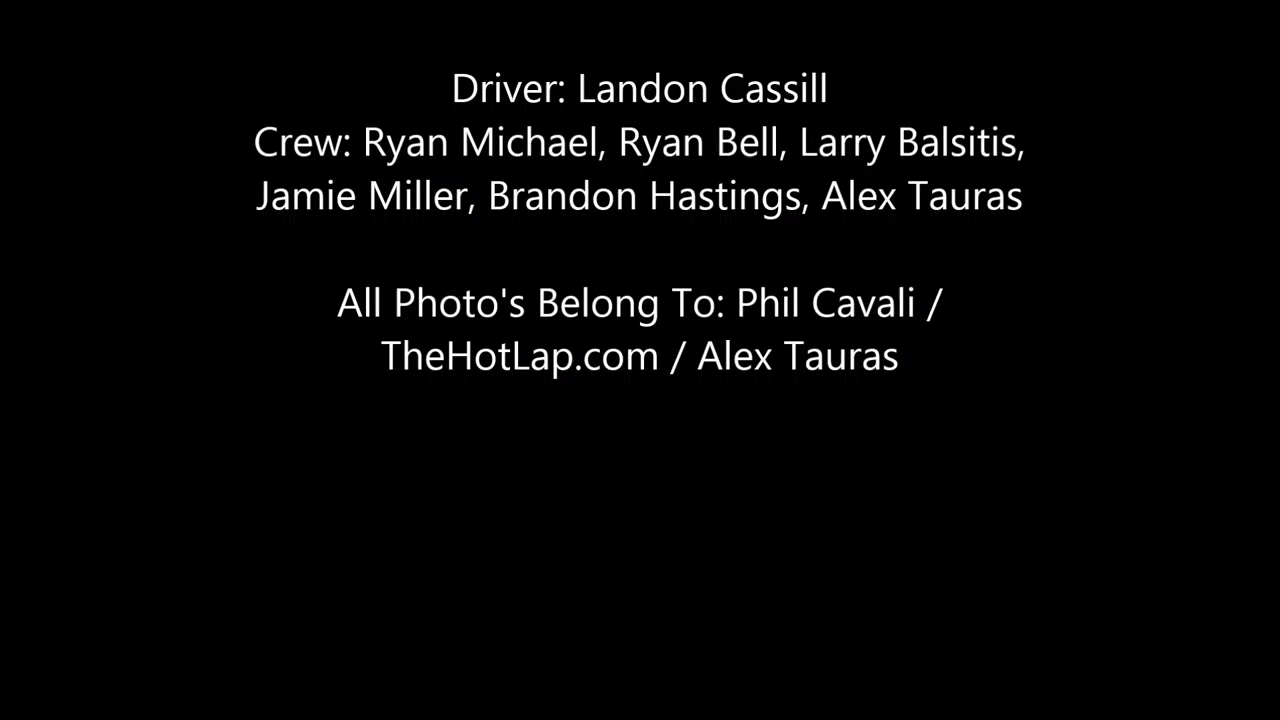 Driver: Landon Cassill
Crew: Ryan Michael, Ryan Bell, Larry Balsitis,
Jamie Miller, Brandon Hastings, Alex Tauras
All Photo's Belong To: Phil Cavali /
TheHotLap.com / Alex Tauras